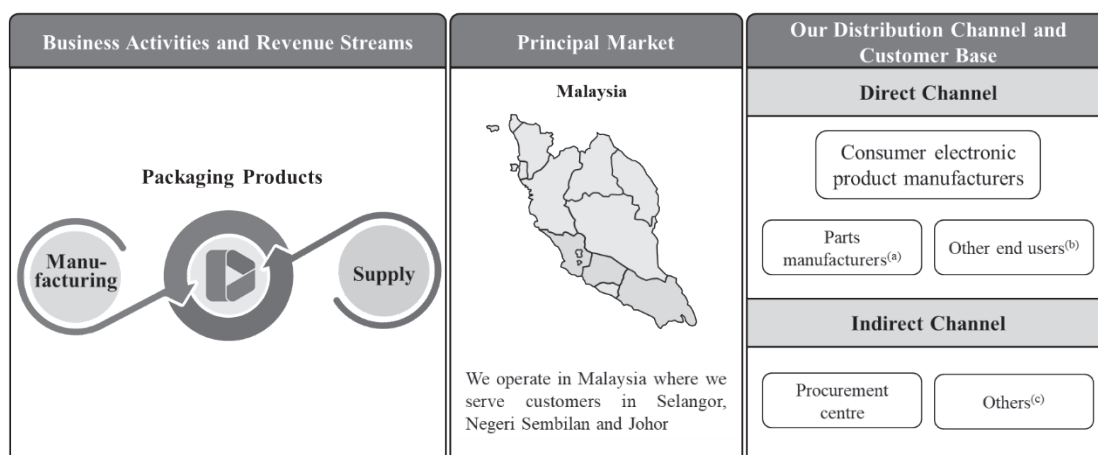 Business Activities and Revenue Streams
Packaging Products
Manu-
facturing
Supply
Principal Market
Malaysia
We operate in Malaysia where we
serve customers in Selangor,
Negeri Sembilan and Johor
Our Distribution Channel and
Customer Base
Direct Channel
Consumer electronic
product manufacturers
Parts
manufacturers(a)
Other end users(b)
Indirect Channel
Procurement
centre
Others(c)